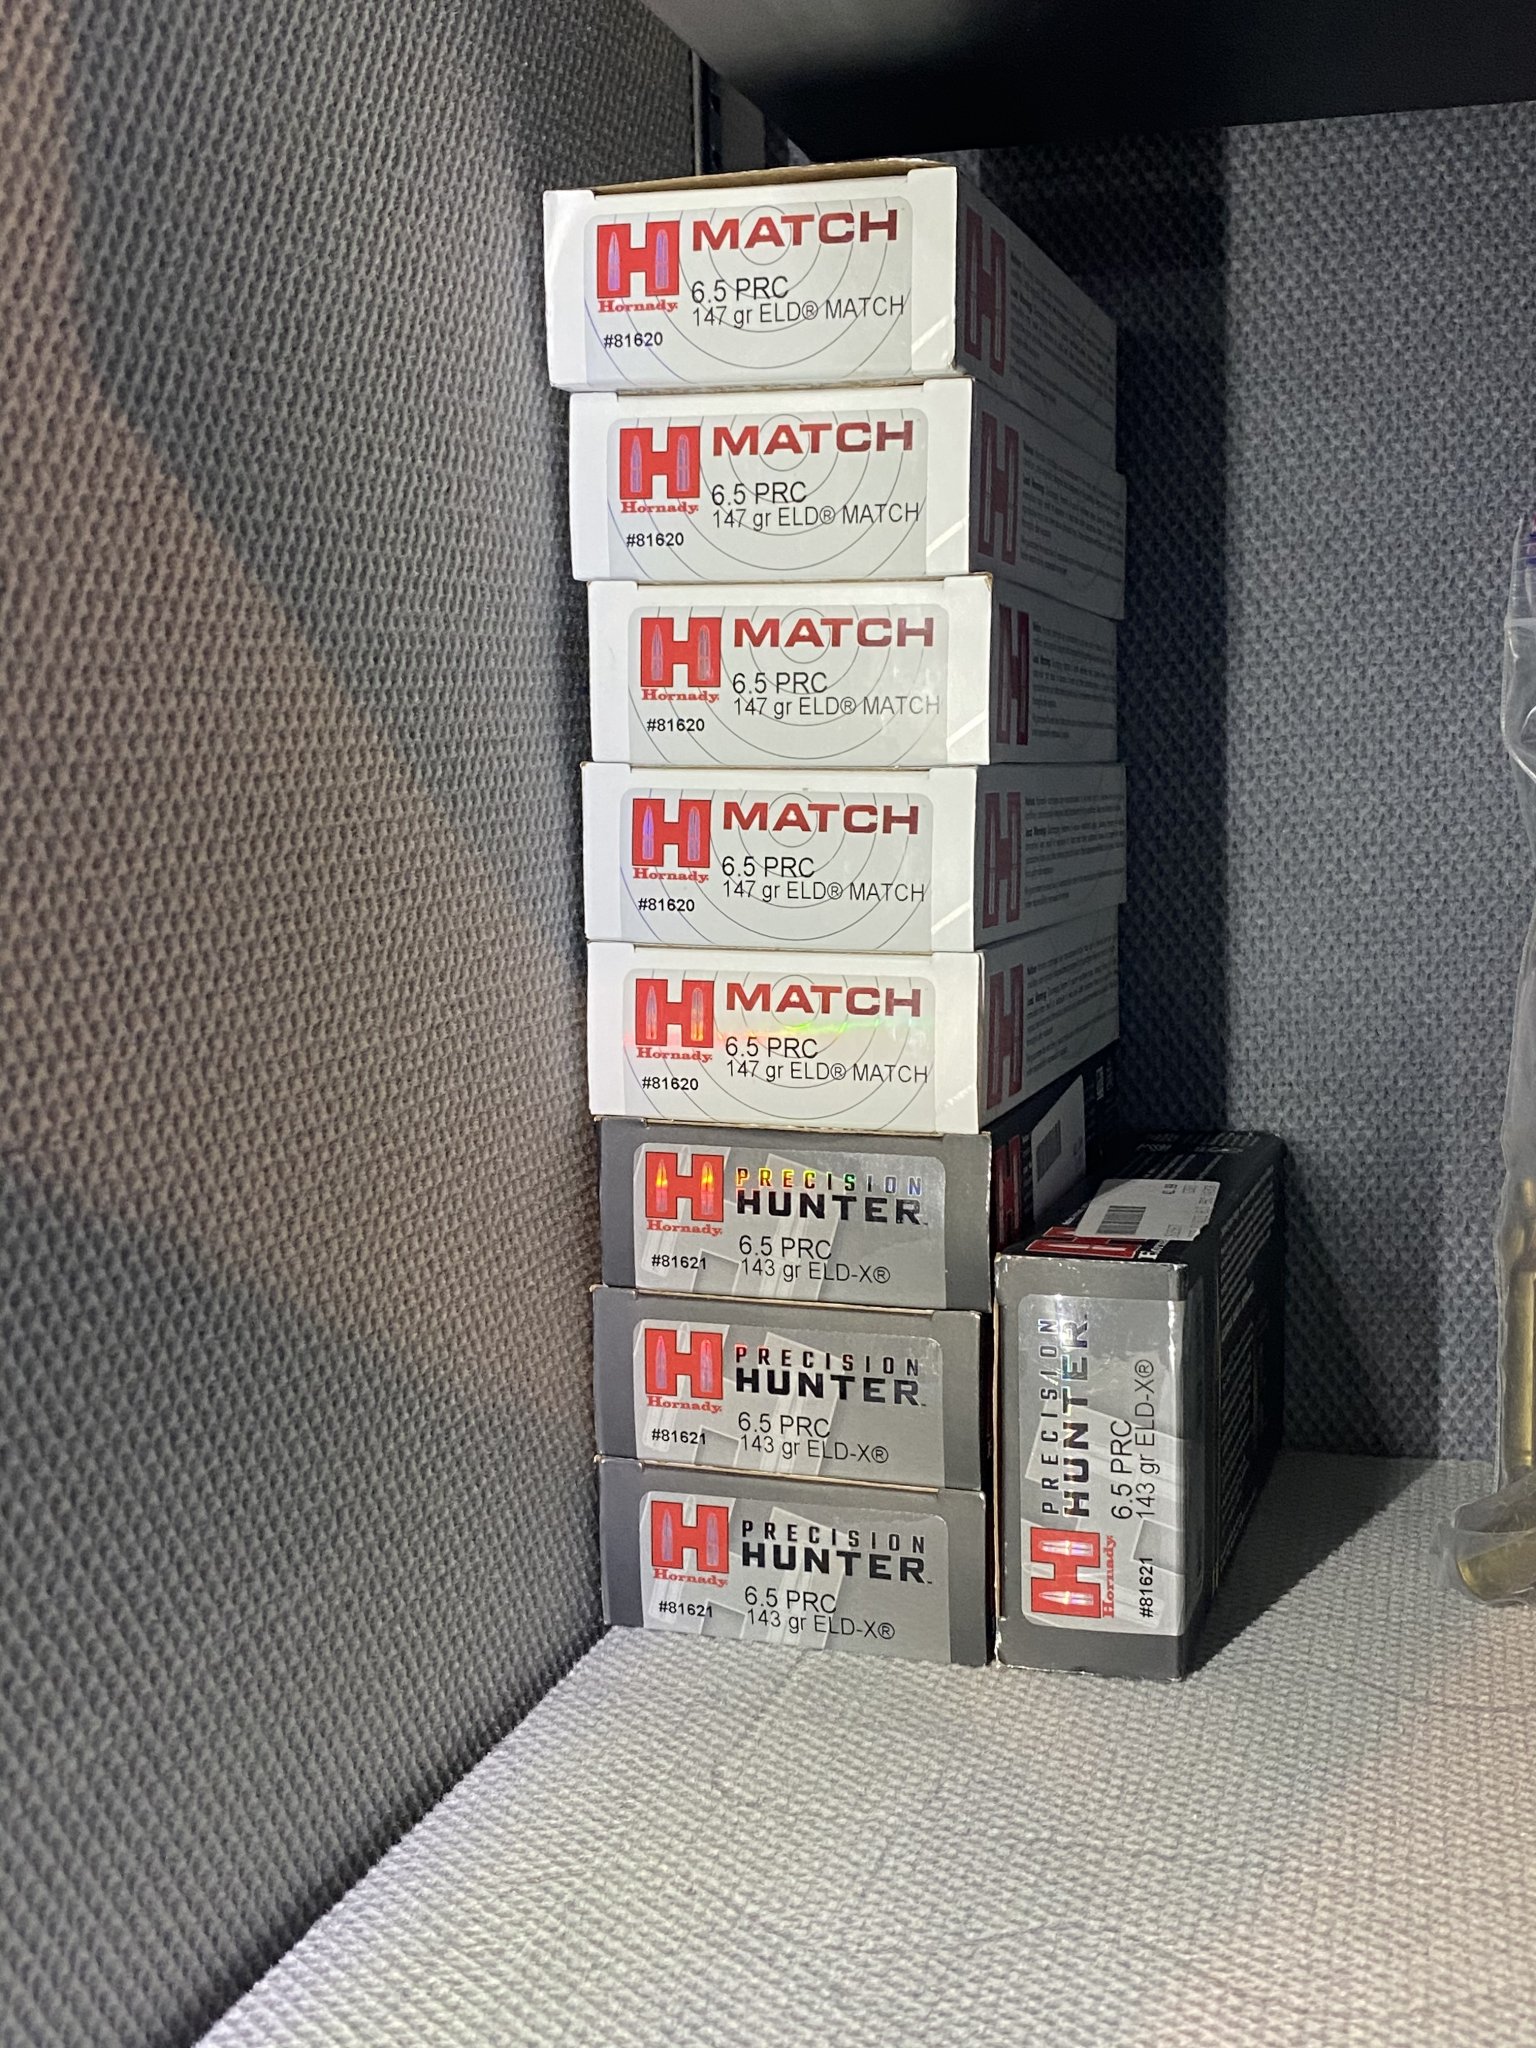 MATCH
Hornady
6.5 PRC
147 gr ELD® MATCH
#81620
MATCH
Hornady
6.5 PRC
147 gr ELD® MATCH
#81620
MATCH
Hornady
6.5 PRC
147 gr ELD® MATCH
#81620
MATCH
Hornady
6.5 PRC
147 gr ELD® MATCH
#81620
MATCH
Hornady
6.5 PRC
147 gr ELD® MATCH
#81620
PRECISION
HUNTER™
Hornady
6.5 PRC
143 gr ELD-X®
#81621
PRECISION
HUNTER™
Hornady
6.5 PRC
143 gr ELD-X®
#81621
PRECISION
HUNTER™
Hornady
6.5 PRC
143 gr ELD-X®
#81621
PRECISION
HUNTER™
Hornady
6.5 PRC
143 gr ELD-X®
#81621